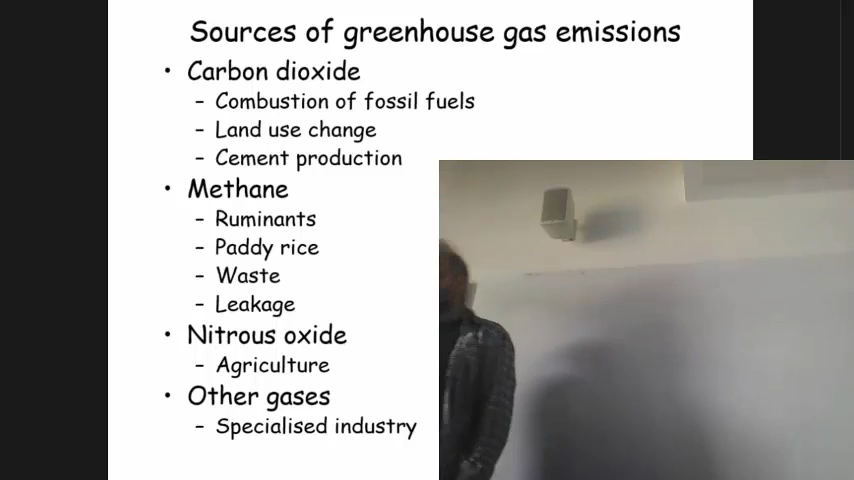 Sources of greenhouse gas emissions
• Carbon dioxide
– Combustion of fossil fuels
– Land use change
– Cement production
• Methane
– Ruminants
– Paddy rice
– Waste
– Leakage
• Nitrous oxide
– Agriculture
• Other gases
– Specialised industry